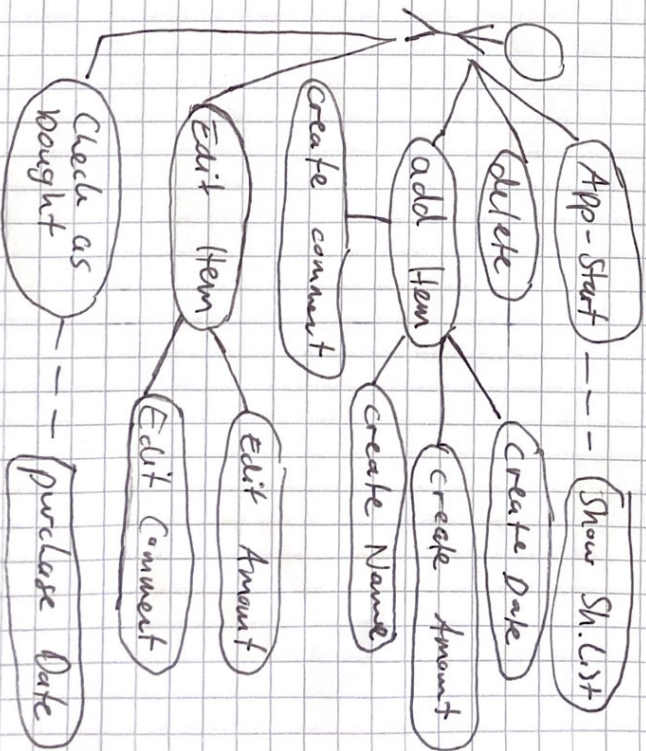 App-Start
Show Sh.List
delete
add Item
Create Date
create Amount
create Name
create comment
Edit Item
Edit Amount
Edit Comment
Check as
bought
purchase Date